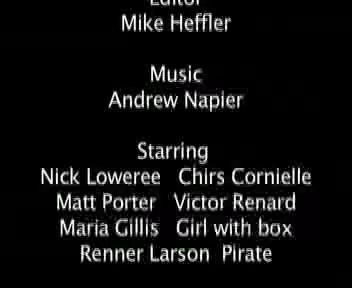 Editor
Mike Heffler
Music
Andrew Napier
Starring
Nick Loweree Chirs Cornielle
Matt Porter Victor Renard
Maria Gillis Girl with box
Renner Larson Pirate